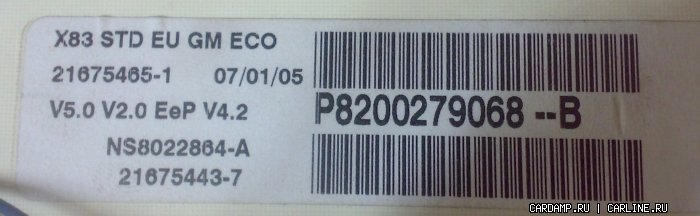 X83 STD EU GM ECO
21675465-1 07/01/05
V5.0 V2.0 EeP V4.2
P8200279068 --B
NS8022864-A
21675443-7
CARDAMP.RU | CARLINE.RU